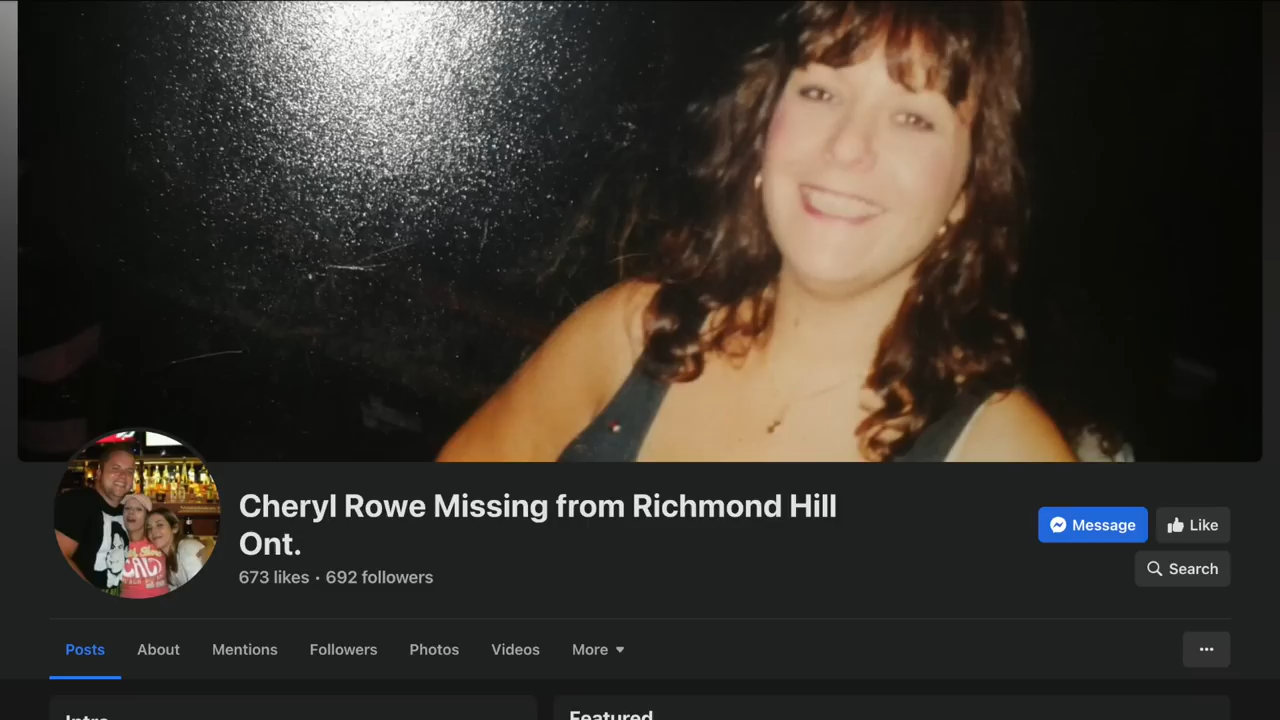 Cheryl Rowe Missing from Richmond Hill
Ont.
673 likes · 692 followers
Message
Like
Search
Posts About Mentions Followers Photos Videos More
Intro
Featured